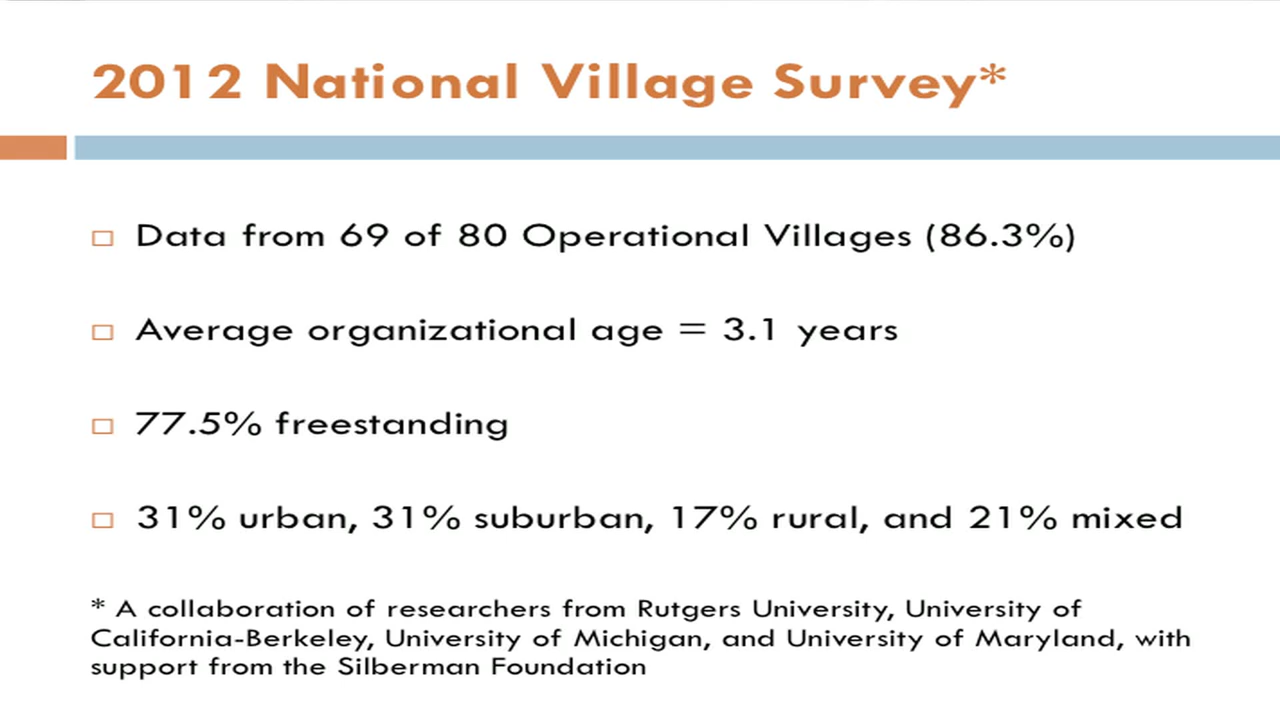 2012 National Village Survey*
Data from 69 of 80 Operational Villages (86.3%)
Average organizational age = 3.1 years
77.5% freestanding
31% urban, 31% suburban, 17% rural, and 21% mixed
* A collaboration of researchers from Rutgers University, University of
California-Berkeley, University of Michigan, and University of Maryland, with
support from the Silberman Foundation